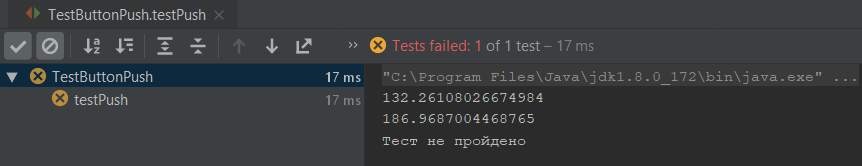 TestButtonPush.testPush
Tests failed: 1 of 1 test – 17 ms
TestButtonPush 17 ms
testPush 17 ms
"C:\Program Files\Java\jdk1.8.0_172\bin\java.exe" ...
132.26108026674984
186.9687004468765
Тест не пройдено